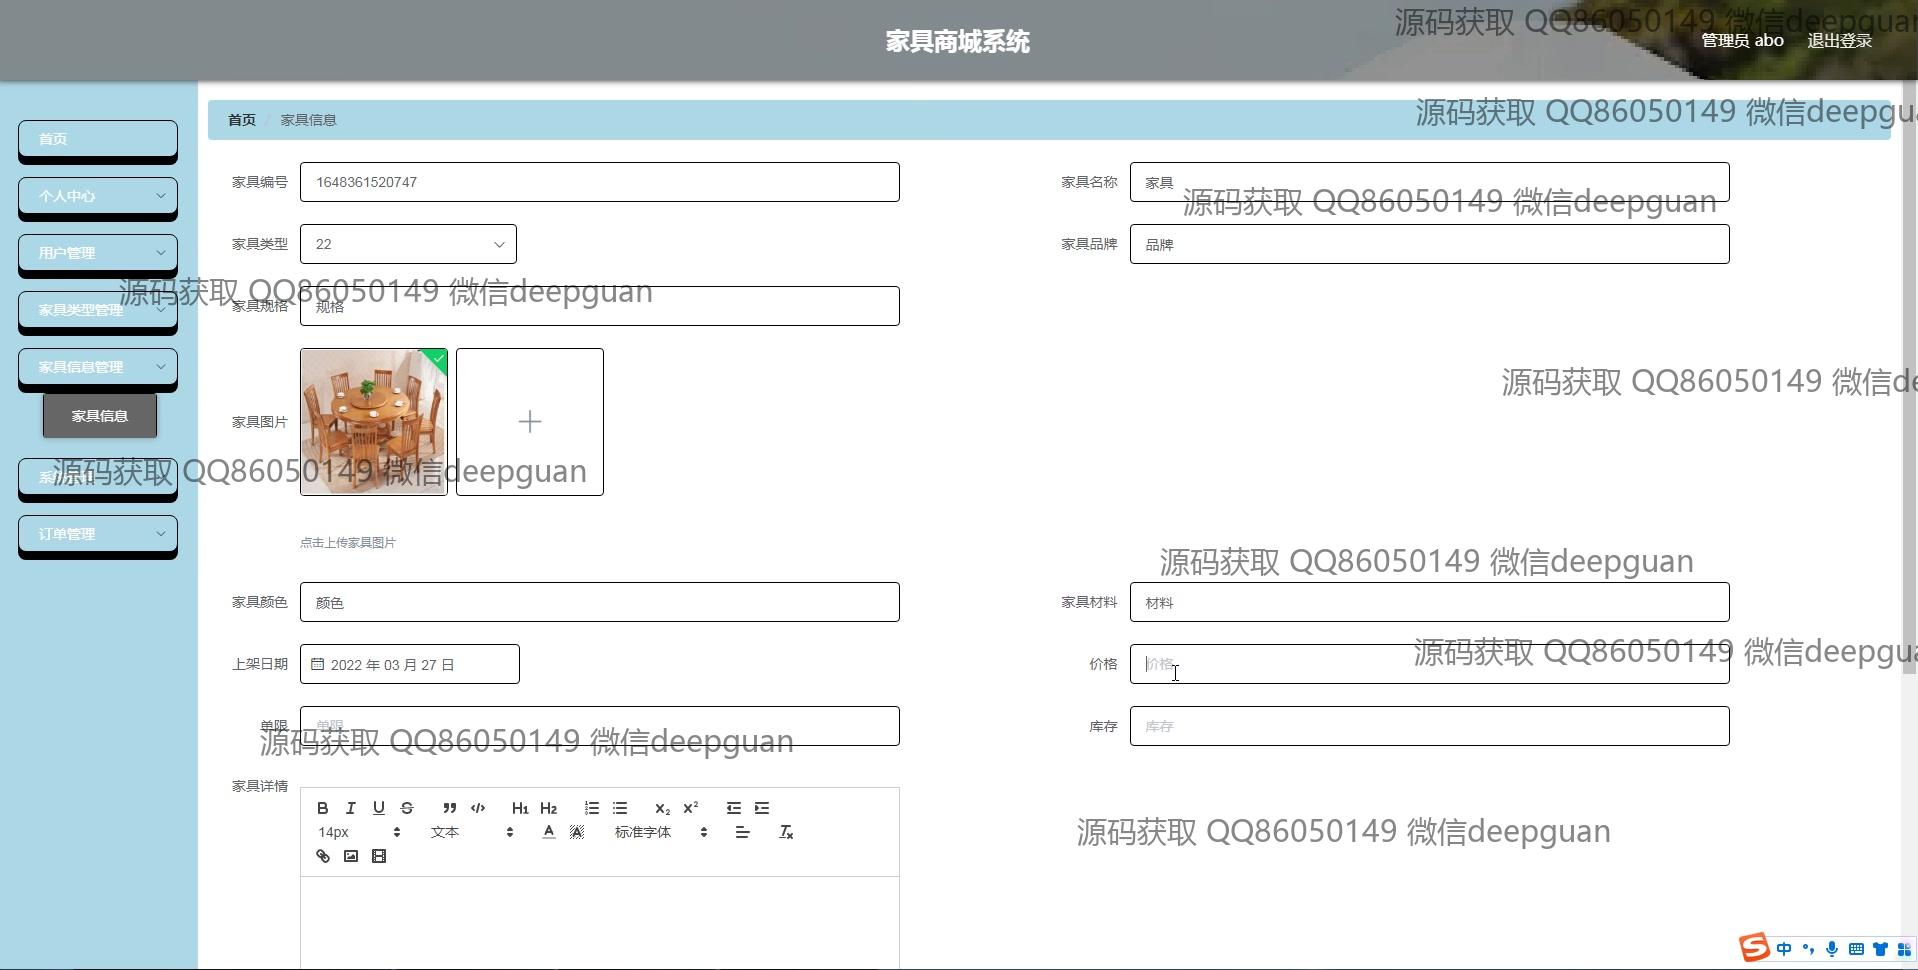 源码获取 QQ86050149 微信deepguan
家具商城系统
管理员 abo
退出登录
首页 / 家具信息
源码获取 QQ86050149 微信deepgu
首页
个人中心
用户管理
家具类型管理
家具信息管理
家具信息
订单管理
家具编号 1648361520747
家具名称 家具
源码获取 QQ86050149 微信deepguan
家具类型 22
家具品牌 品牌
源码获取 QQ86050149 微信deepguan
家具规格 规格
源码获取 QQ86050149 微信de
家具图片
源码获取 QQ86050149 微信deepguan
点击上传家具图片
源码获取 QQ86050149 微信deepguan
家具颜色 颜色
家具材料 材料
上架日期 2022 年 03 月 27 日
价格 价格
源码获取 QQ86050149 微信deepgu
单限 单限
库存 库存
源码获取 QQ86050149 微信deepguan
家具详情
B I U S H1 H2 X2 X2
14px 文本 A A 标准字体 Tx
源码获取 QQ86050149 微信deepguan
S 中